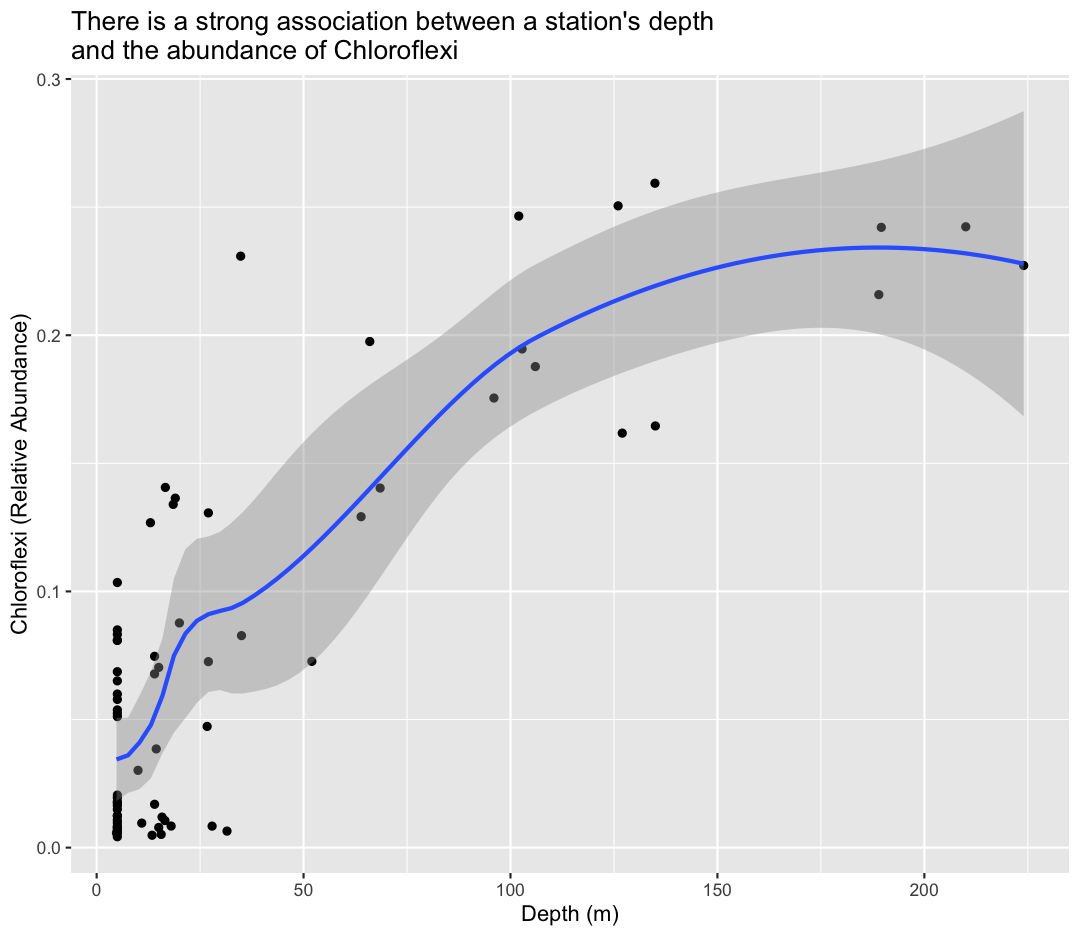 There is a strong association between a station's depth
and the abundance of Chloroflexi
0.3
0.2
0.1
0.0
Chloroflexi (Relative Abundance)
0 50 100 150 200
Depth (m)